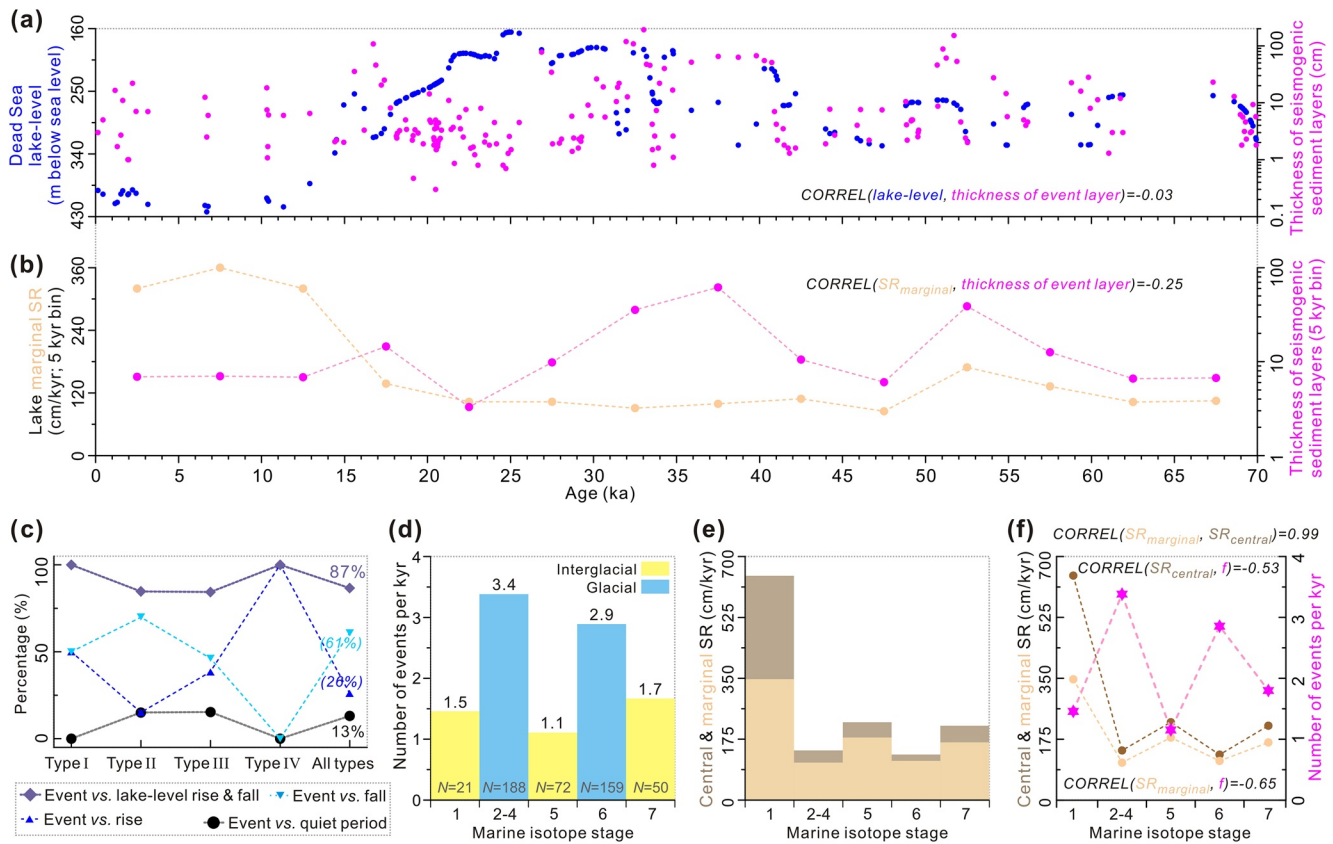 (a)
160
250
340
430
Dead Sea
lake-level
(m below sea level)
100
10
1
0.1
Thickness of seismogenic
sediment layers (cm)
CORREL(lake-level, thickness of event layer)=-0.03
(b)
360
240
120
0
Lake marginal SR
(cm/kyr; 5 kyr bin)
100
10
1
Thickness of seismogenic
sediment layers (5 kyr bin)
CORREL(SRmarginal, thickness of event layer)=-0.25
0 5 10 15 20 25 30 35 40 45 50 55 60 65 70
Age (ka)
(c)
100
50
0
Percentage (%)
87%
(61%)
(26%)
13%
Type I Type II Type III Type IV All types
Event vs. lake-level rise & fall
Event vs. fall
Event vs. rise
Event vs. quiet period
(d)
4
3
2
1
0
Number of events per kyr
Interglacial
Glacial
1.5
3.4
1.1
2.9
1.7
N=21 N=188 N=72 N=159 N=50
1 2-4 5 6 7
Marine isotope stage
(e)
700
525
350
175
0
Central & marginal SR (cm/kyr)
1 2-4 5 6 7
Marine isotope stage
(f)
CORREL(SRmarginal, SRcentral)=0.99
CORREL(SRcentral, f)=-0.53
CORREL(SRmarginal, f)=-0.65
700
525
350
175
0
Central & marginal SR (cm/kyr)
4
3
2
1
0
Number of events per kyr
1 2-4 5 6 7
Marine isotope stage